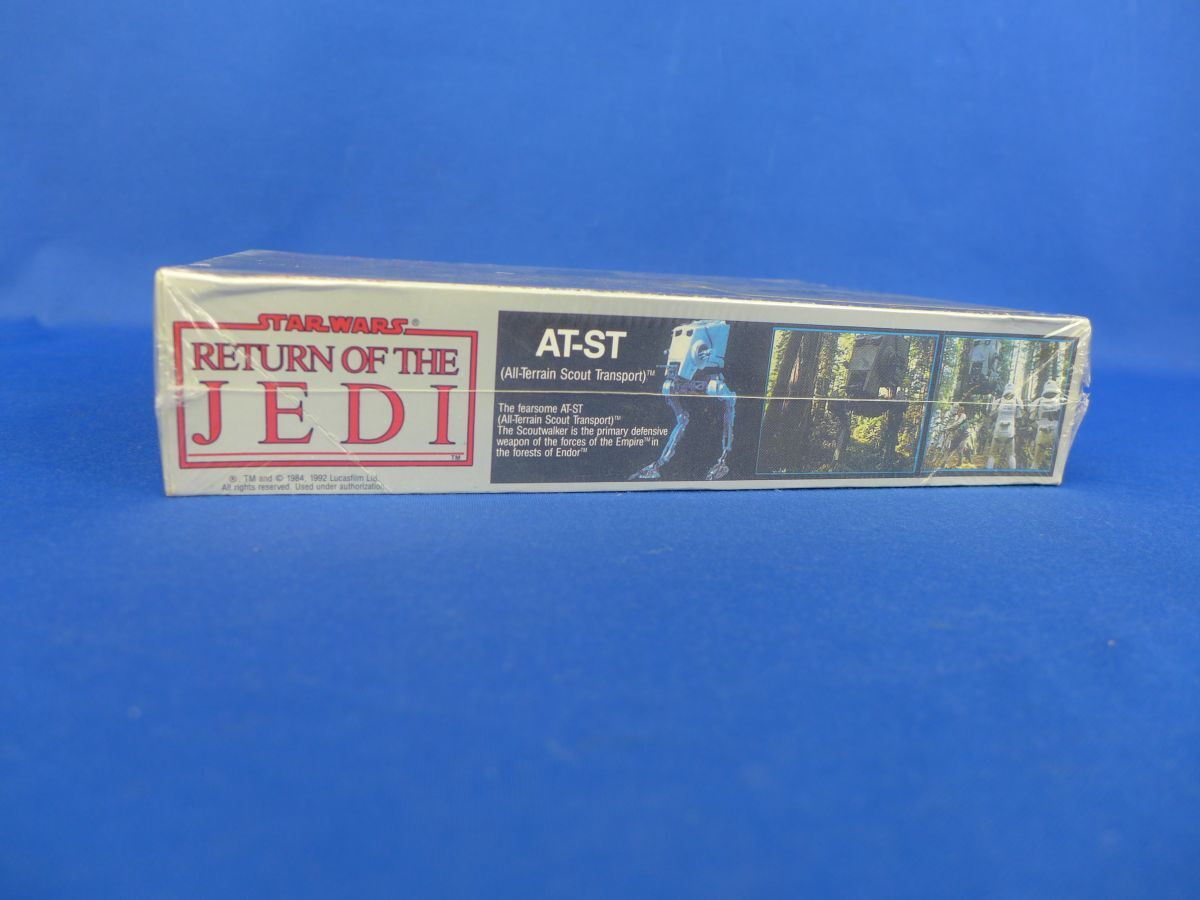 STAR WARS®
RETURN OF THE
JEDI™
®, TM and © 1984, 1992 Lucasfilm Ltd.
All rights reserved. Used under authorization.
AT-ST
(All-Terrain Scout Transport)™
The fearsome AT-ST
(All-Terrain Scout Transport)™
The Scoutwalker is the primary defensive
weapon of the forces of the Empire™ in
the forests of Endor™